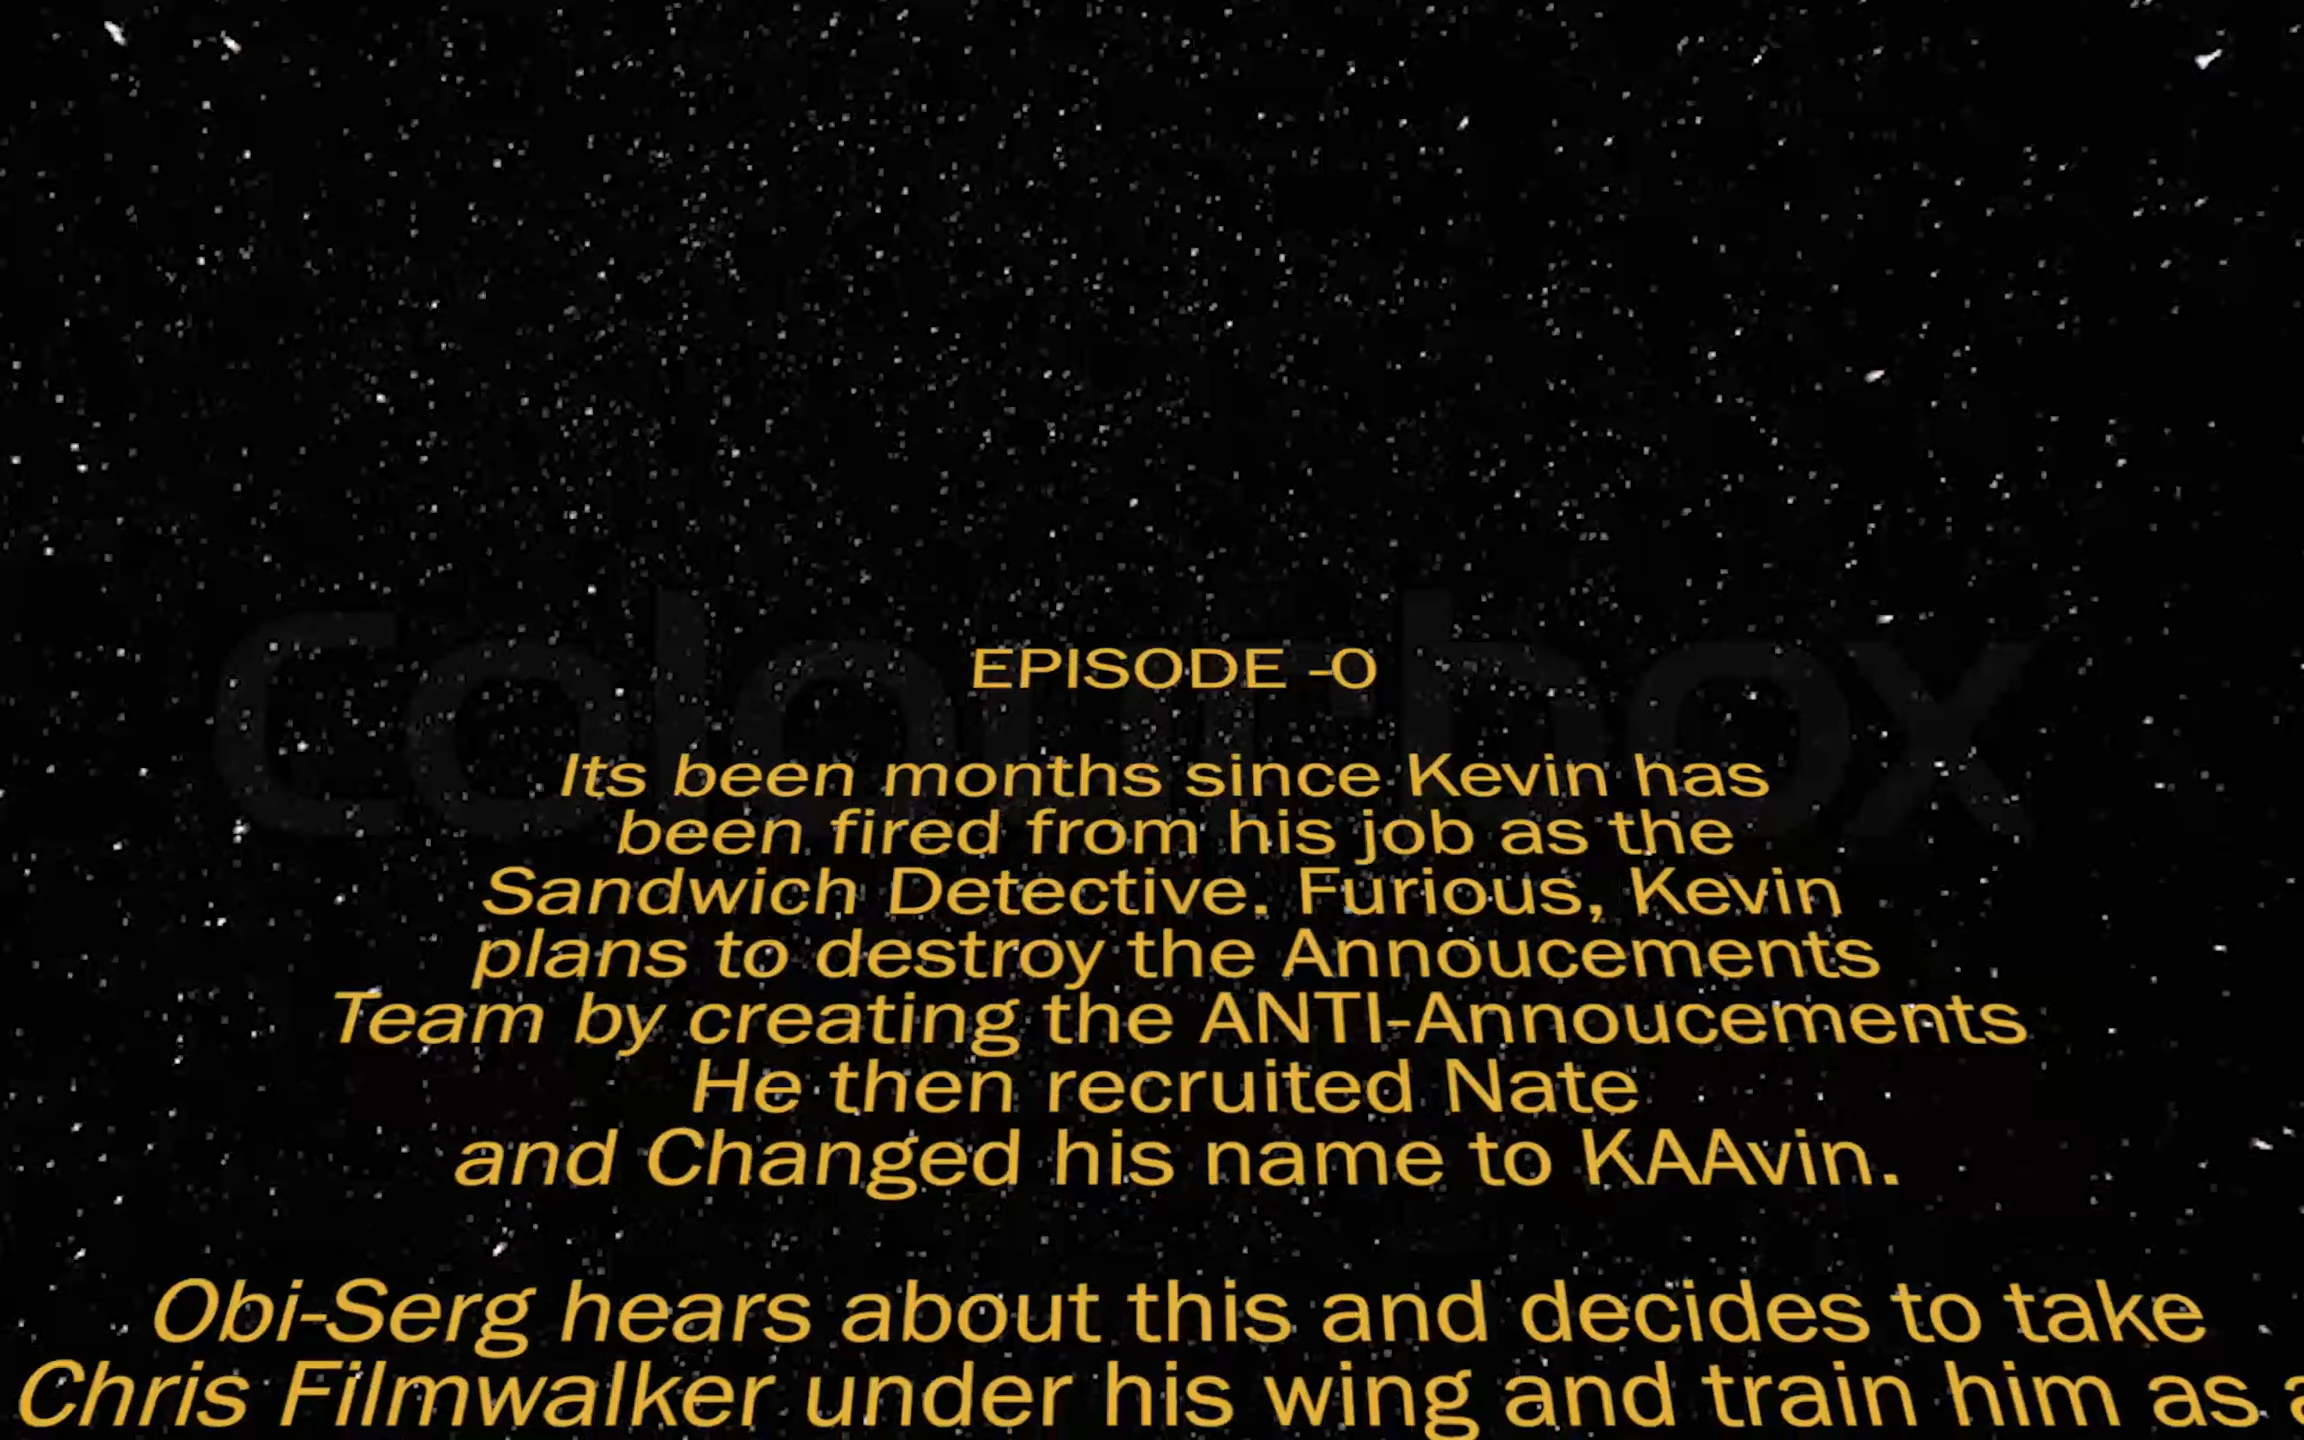 Colourbox
EPISODE -0
Its been months since Kevin has
been fired from his job as the
Sandwich Detective. Furious, Kevin
plans to destroy the Annoucements
Team by creating the ANTI-Annoucements
He then recruited Nate
and Changed his name to KAAvin.
Obi-Serg hears about this and decides to take
Chris Filmwalker under his wing and train him as a